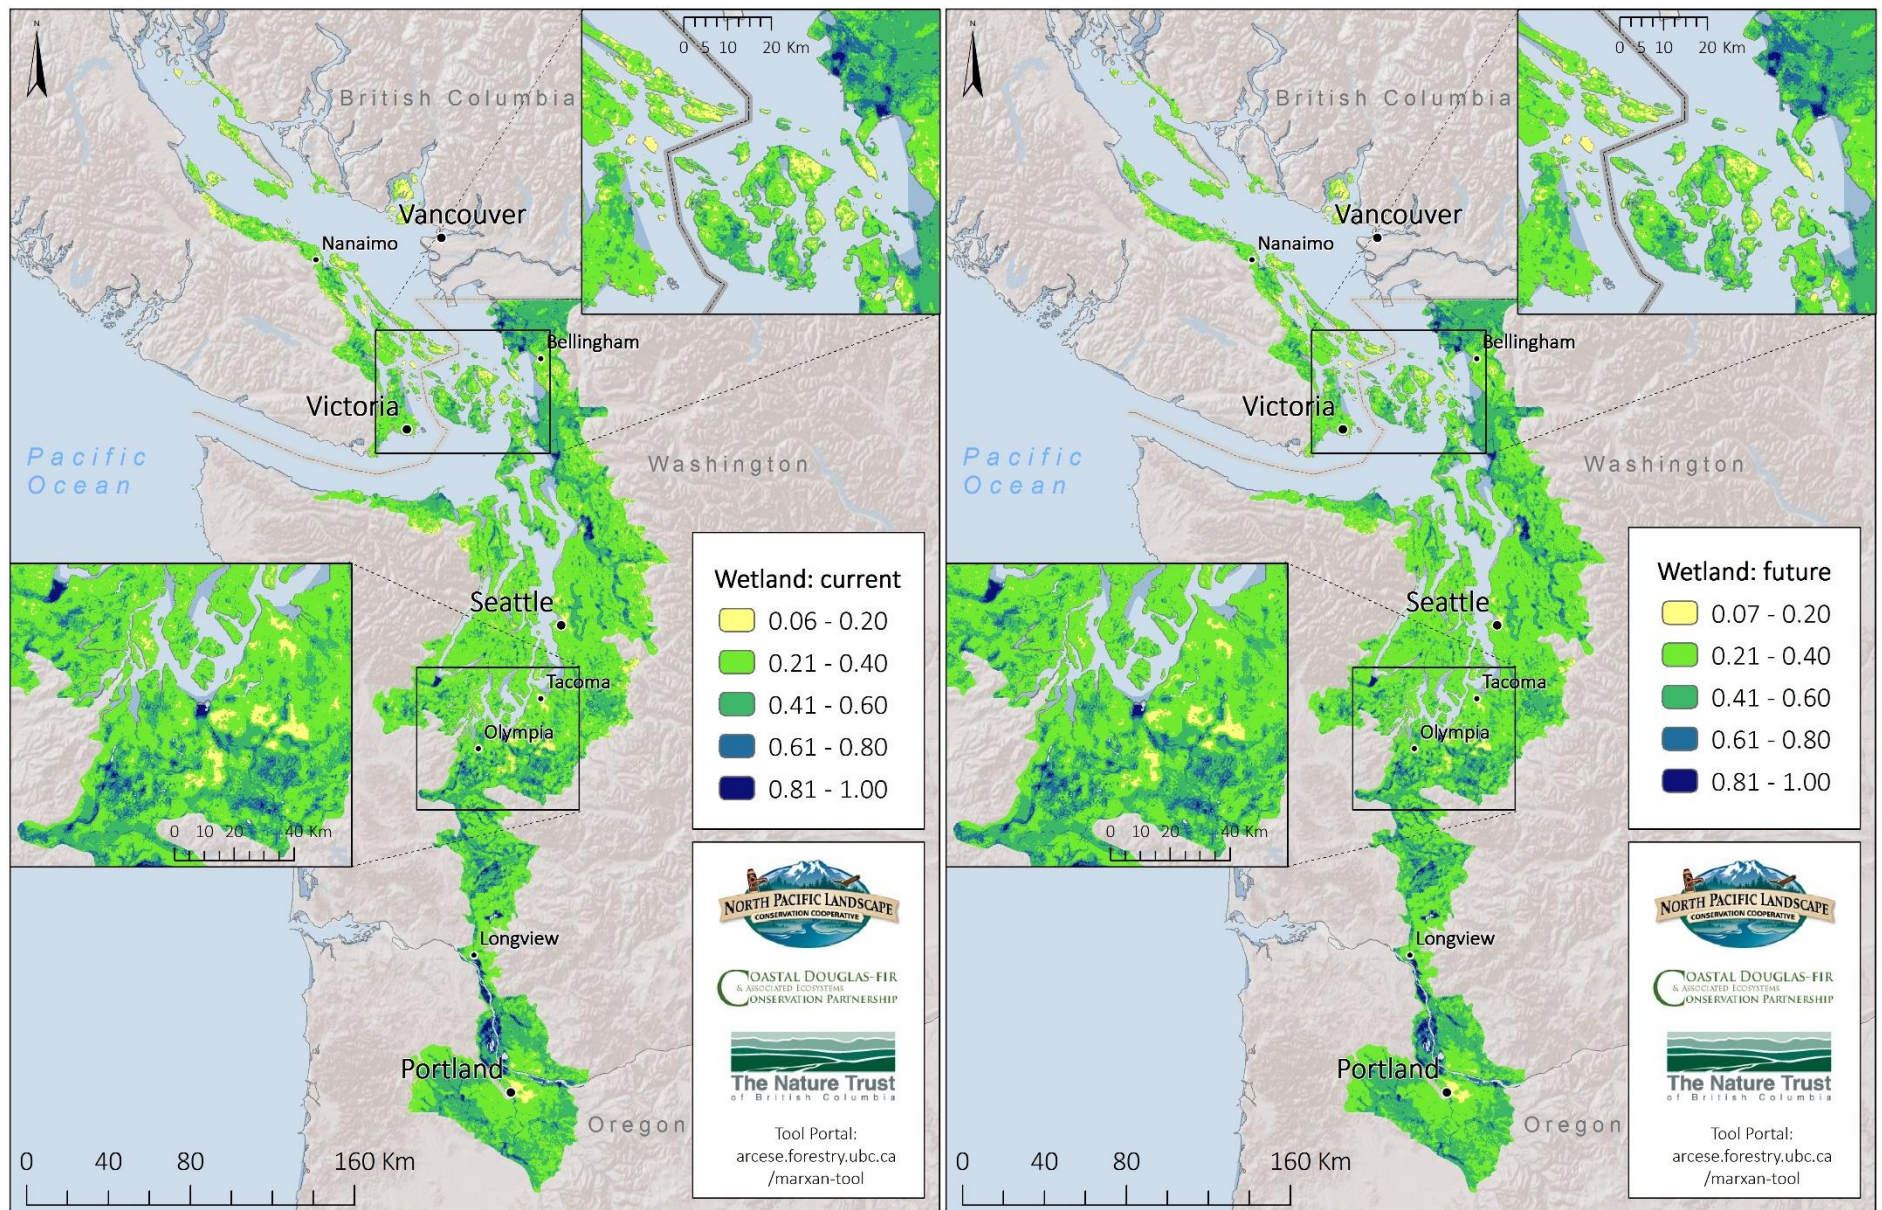 N
British Columbia
0 5 10 20 Km
Vancouver
Nanaimo
Bellingham
Victoria
Pacific
Ocean
Washington
Wetland: current
0.06 - 0.20
0.21 - 0.40
0.41 - 0.60
0.61 - 0.80
0.81 - 1.00
Seattle
Tacoma
Olympia
0 10 20 40 Km
NORTH PACIFIC LANDSCAPE
CONSERVATION COOPERATIVE
Longview
COASTAL DOUGLAS-FIR
& ASSOCIATED ECOSYSTEMS
CONSERVATION PARTNERSHIP
The Nature Trust
of British Columbia
Portland
Oregon
Tool Portal:
arcese.forestry.ubc.ca
/marxan-tool
0 40 80 160 Km
N
British Columbia
0 5 10 20 Km
Vancouver
Nanaimo
Bellingham
Victoria
Pacific
Ocean
Washington
Wetland: future
0.07 - 0.20
0.21 - 0.40
0.41 - 0.60
0.61 - 0.80
0.81 - 1.00
Seattle
Tacoma
Olympia
0 10 20 40 Km
NORTH PACIFIC LANDSCAPE
CONSERVATION COOPERATIVE
Longview
COASTAL DOUGLAS-FIR
& ASSOCIATED ECOSYSTEMS
CONSERVATION PARTNERSHIP
The Nature Trust
of British Columbia
Portland
Oregon
Tool Portal:
arcese.forestry.ubc.ca
/marxan-tool
0 40 80 160 Km